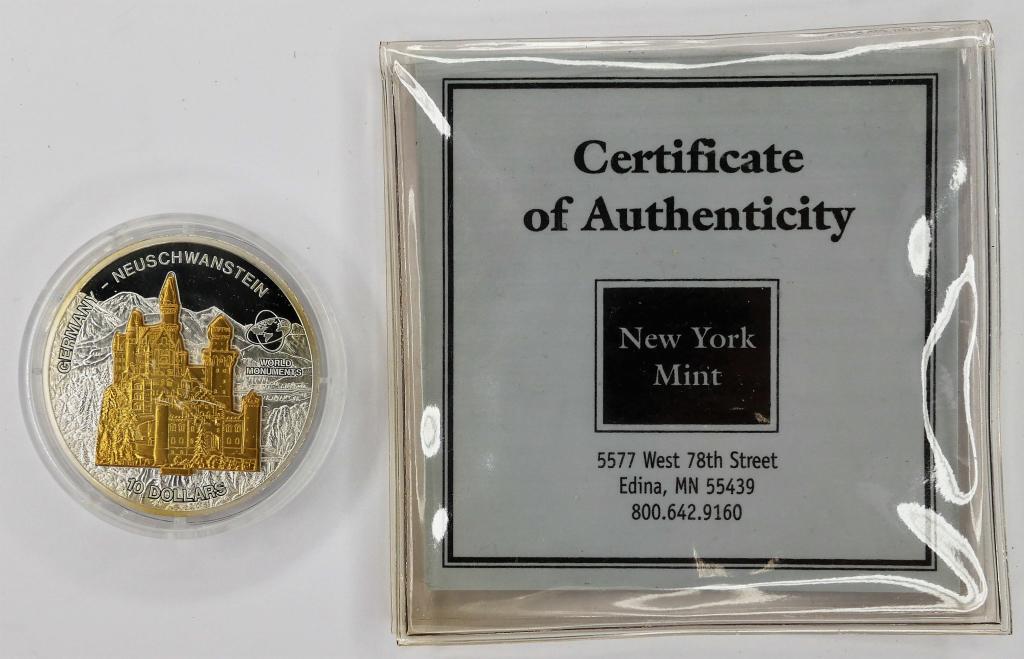 GERMANY - NEUSCHWANSTEIN
WORLD
MONUMENTS
10 DOLLARS
Certificate
of Authenticity
New York
Mint
5577 West 78th Street
Edina, MN 55439
800.642.9160